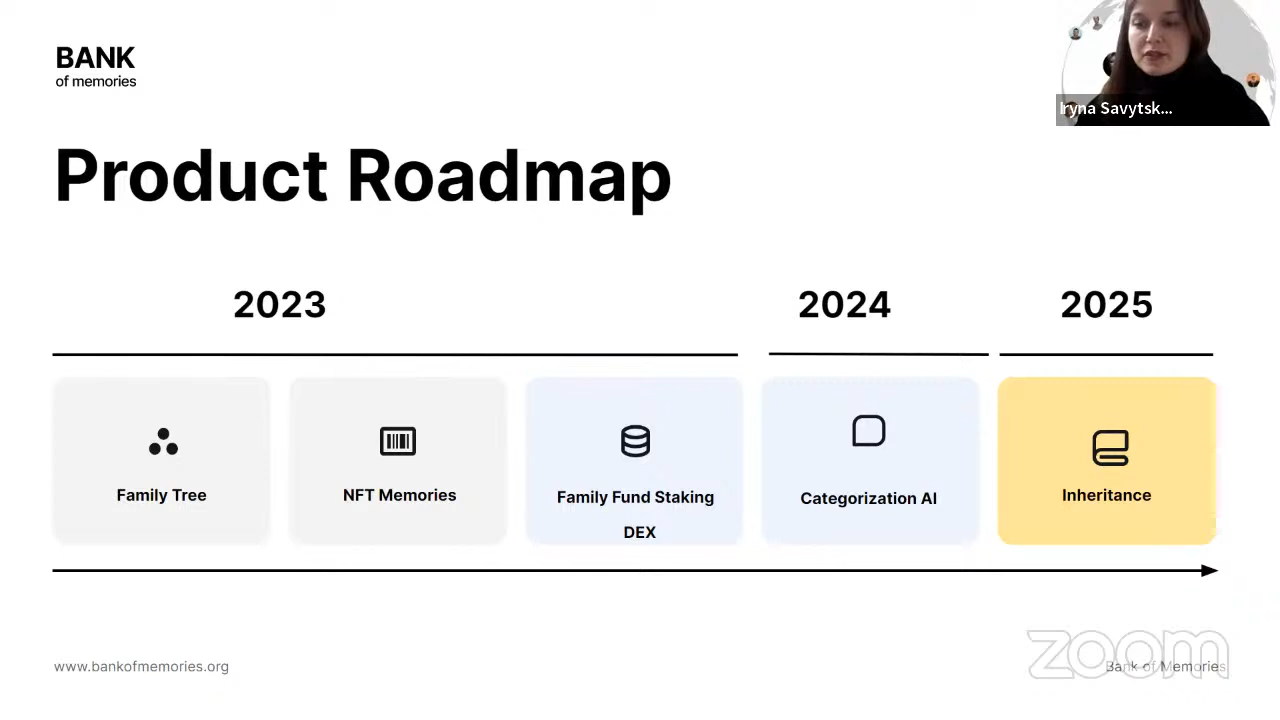 BANK
of memories
Iryna Savytsk...
Product Roadmap
2023
2024
2025
Family Tree
NFT Memories
Family Fund Staking
DEX
Categorization AI
Inheritance
www.bankofmemories.org
Bank of Memories
zoom